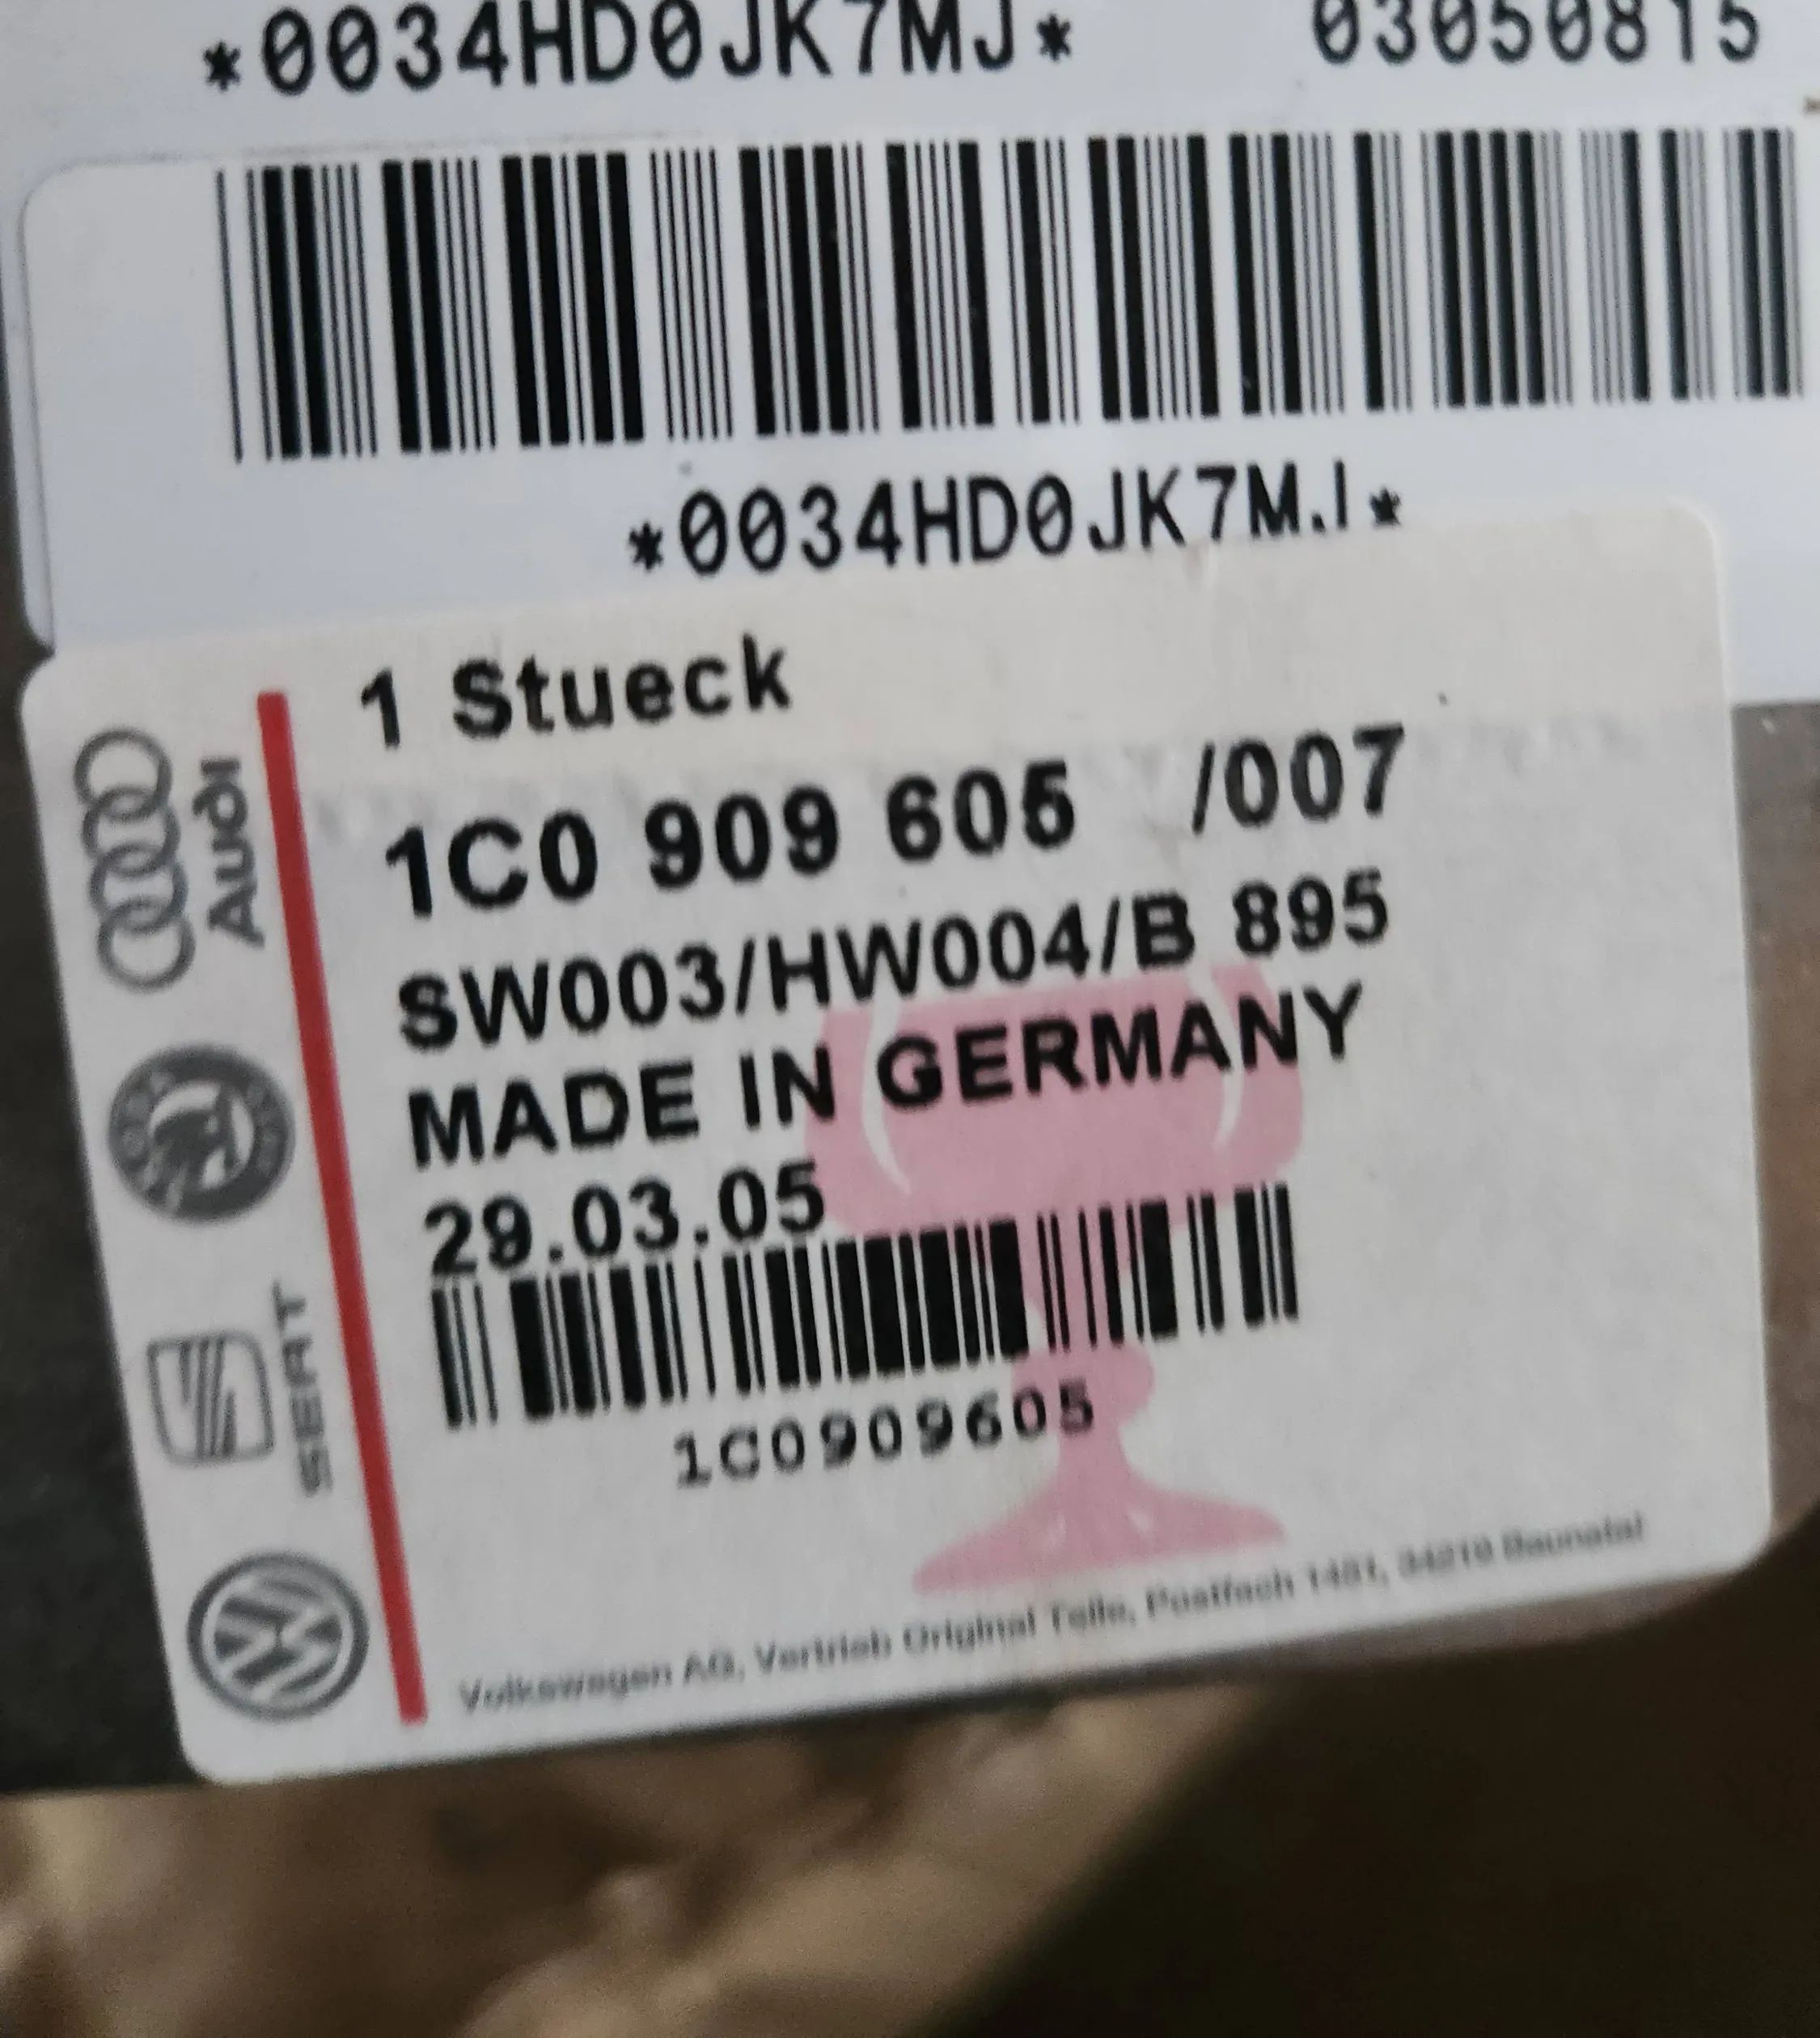 *0034HD0JK7MJ* 03050815
*0034HD0JK7MJ*
1 Stueck
1C0 909 605 /007
SW003/HW004/B 895
MADE IN GERMANY
29.03.05
1C0909605
Volkswagen AG, Vertrieb Original Teile, Postfach 1451, 34219 Baunatal
Audi
SEAT